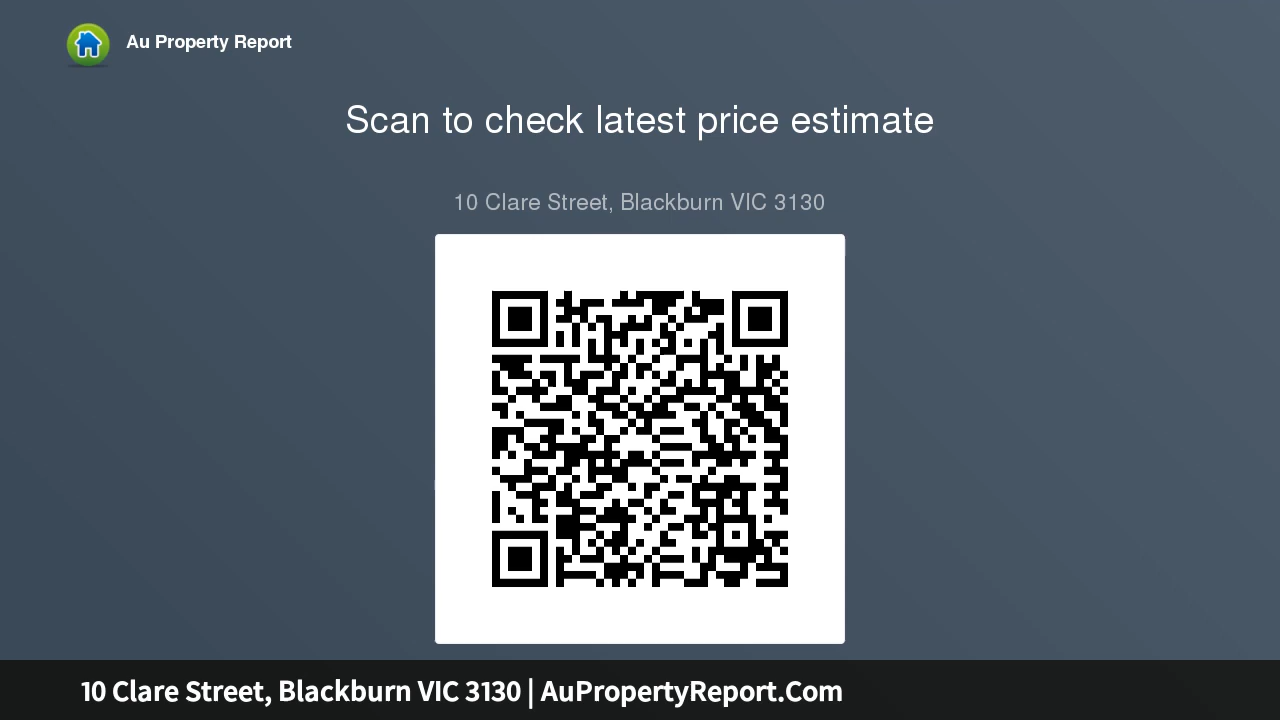 Au Property Report
Scan to check latest price estimate
10 Clare Street, Blackburn VIC 3130
10 Clare Street, Blackburn VIC 3130 | AuPropertyReport.Com